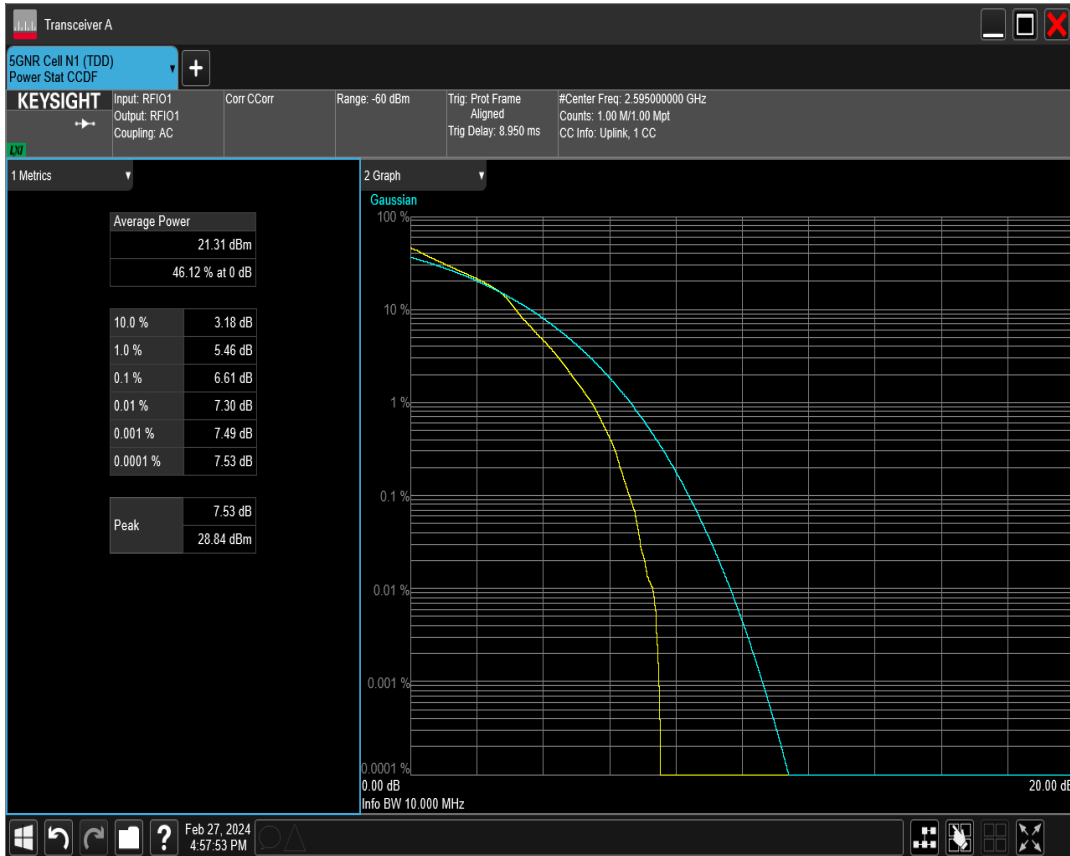 Transceiver A
5GNR Cell N1 (TDD)
Power Stat CCDF
+
KEYSIGHT
LXI
Input: RFIO1
Output: RFIO1
Coupling: AC
Corr CCorr
Range: -60 dBm
Trig: Prot Frame
Aligned
Trig Delay: 8.950 ms
#Center Freq: 2.595000000 GHz
Counts: 1.00 M/1.00 Mpt
CC Info: Uplink, 1 CC
1 Metrics
Average Power
21.31 dBm
46.12 % at 0 dB
10.0 % 3.18 dB
1.0 % 5.46 dB
0.1 % 6.61 dB
0.01 % 7.30 dB
0.001 % 7.49 dB
0.0001 % 7.53 dB
Peak 7.53 dB
28.84 dBm
2 Graph
Gaussian
100 %
10 %
1 %
0.1 %
0.01 %
0.001 %
0.0001 %
0.00 dB 20.00 dB
Info BW 10.000 MHz
?
Feb 27, 2024
4:57:53 PM